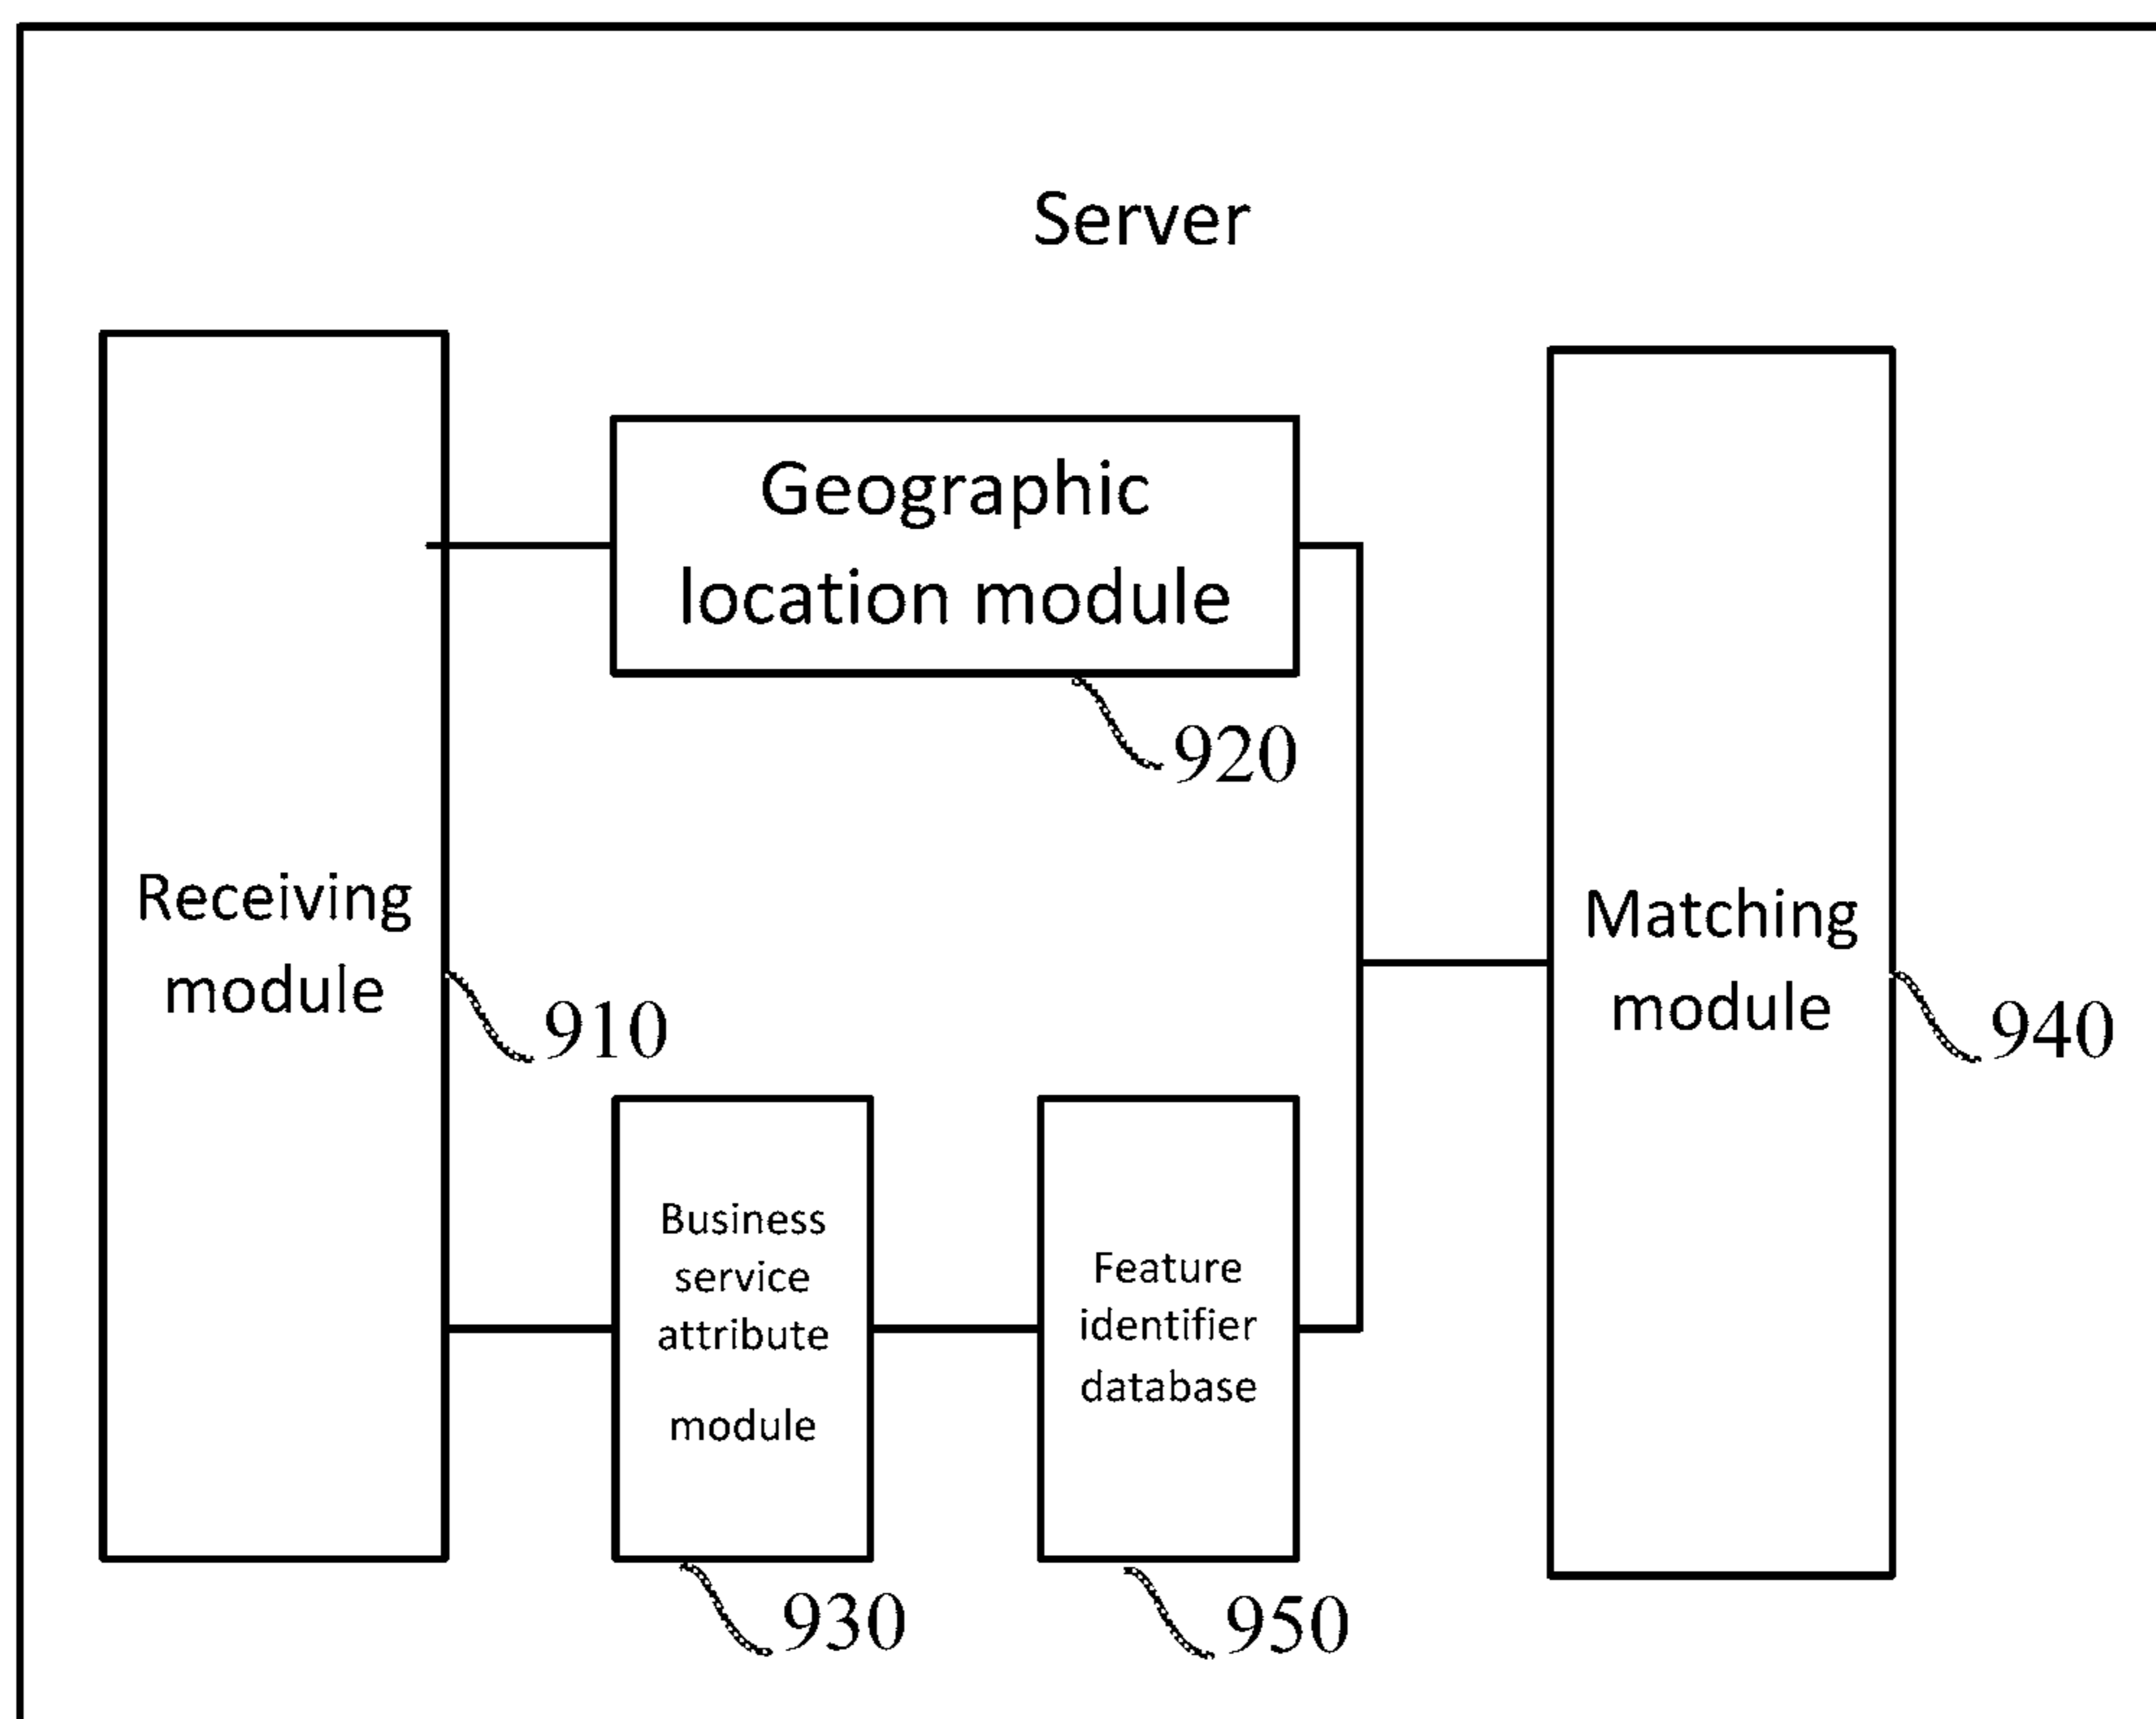 Server
Geographic
location module
920
Receiving
module
910
Matching
module
940
Business
service
attribute
module
930
Feature
identifier
database
950